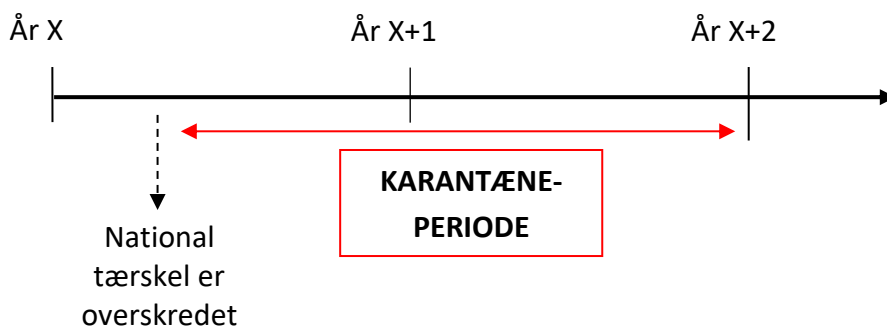 År X
År X+1
År X+2
KARANTÆNE-
PERIODE
National
tærskel er
overskredet